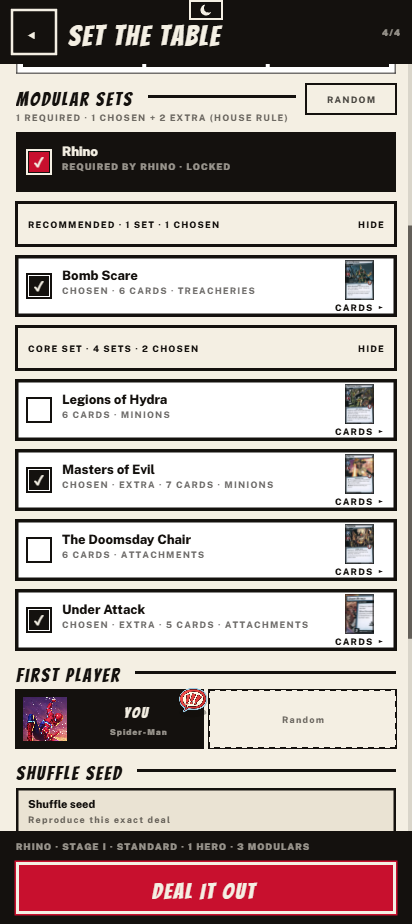 SET THE TABLE
4/4
MODULAR SETS
RANDOM
1 REQUIRED · 1 CHOSEN + 2 EXTRA (HOUSE RULE)
Rhino
REQUIRED BY RHINO · LOCKED
RECOMMENDED · 1 SET · 1 CHOSEN
HIDE
Bomb Scare
CHOSEN · 6 CARDS · TREACHERIES
CARDS
CORE SET · 4 SETS · 2 CHOSEN
HIDE
Legions of Hydra
6 CARDS · MINIONS
CARDS
Masters of Evil
CHOSEN · EXTRA · 7 CARDS · MINIONS
CARDS
The Doomsday Chair
6 CARDS · ATTACHMENTS
CARDS
Under Attack
CHOSEN · EXTRA · 5 CARDS · ATTACHMENTS
CARDS
FIRST PLAYER
YOU
Spider-Man
Random
SHUFFLE SEED
Shuffle seed
Reproduce this exact deal
RHINO · STAGE I · STANDARD · 1 HERO · 3 MODULARS
DEAL IT OUT